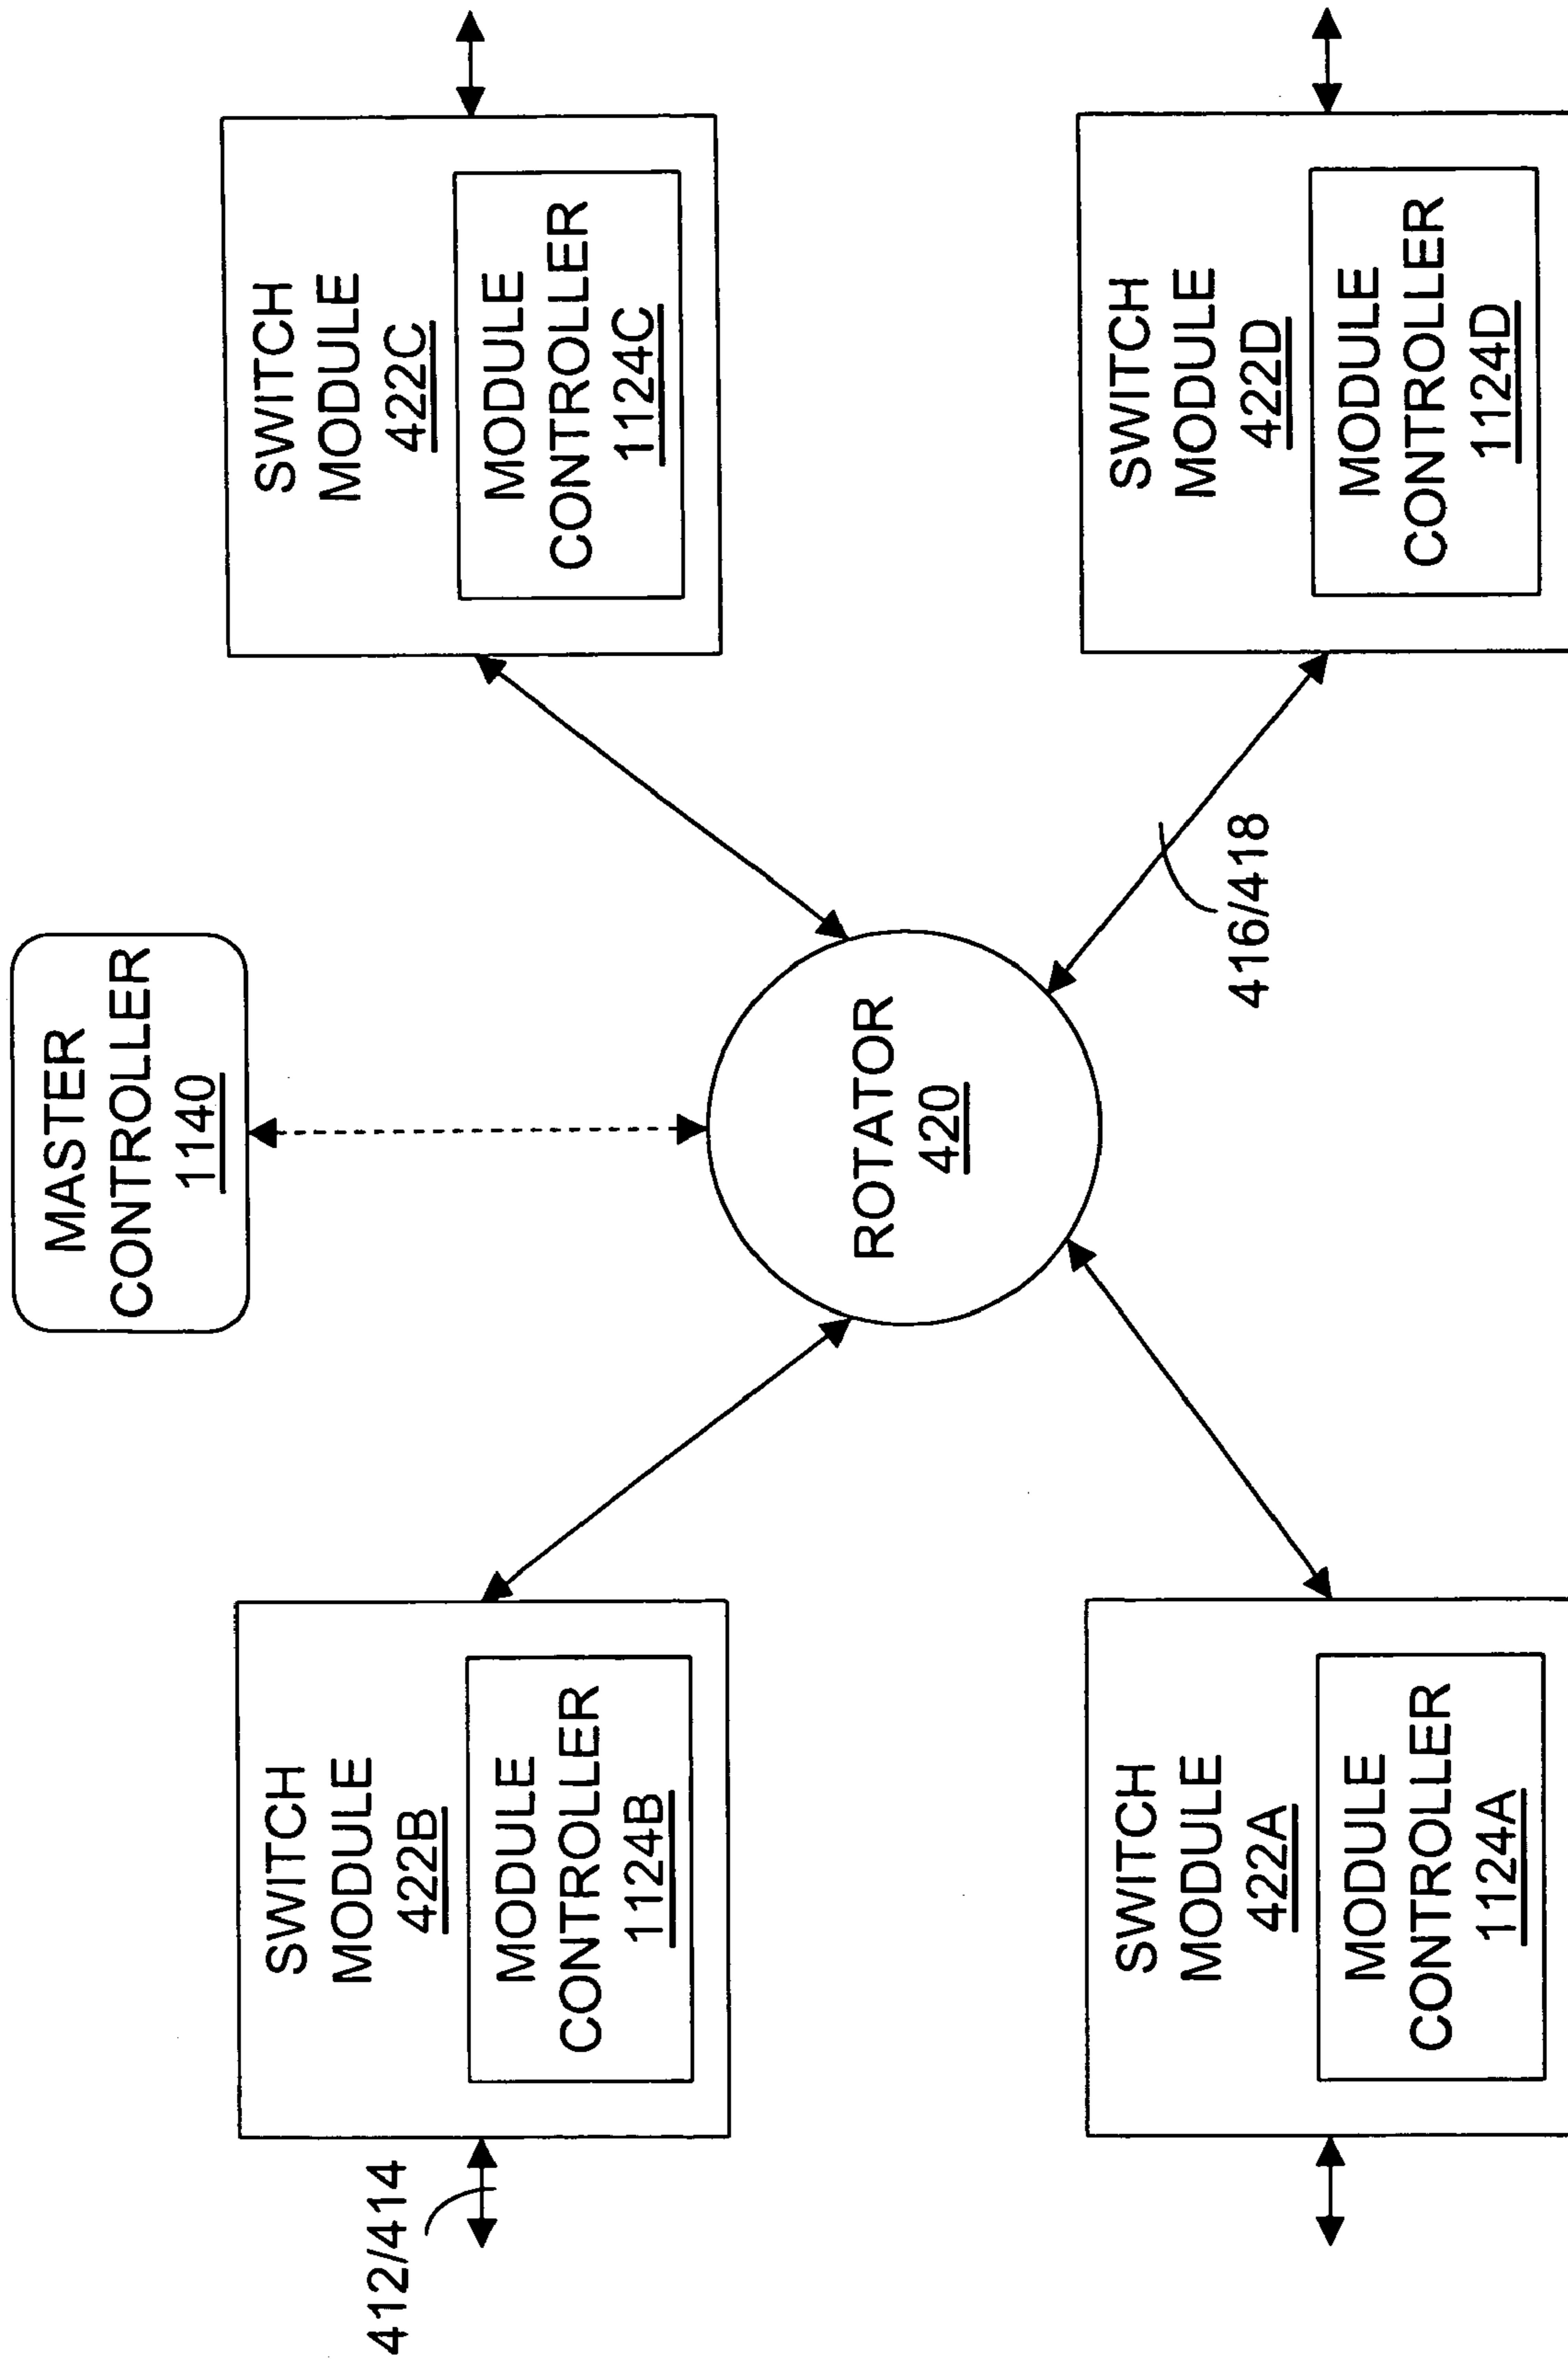 MASTER
CONTROLLER
1140
412/414
SWITCH
MODULE
422B
MODULE
CONTROLLER
1124B
SWITCH
MODULE
422C
MODULE
CONTROLLER
1124C
ROTATOR
420
416/418
SWITCH
MODULE
422A
MODULE
CONTROLLER
1124A
SWITCH
MODULE
422D
MODULE
CONTROLLER
1124D